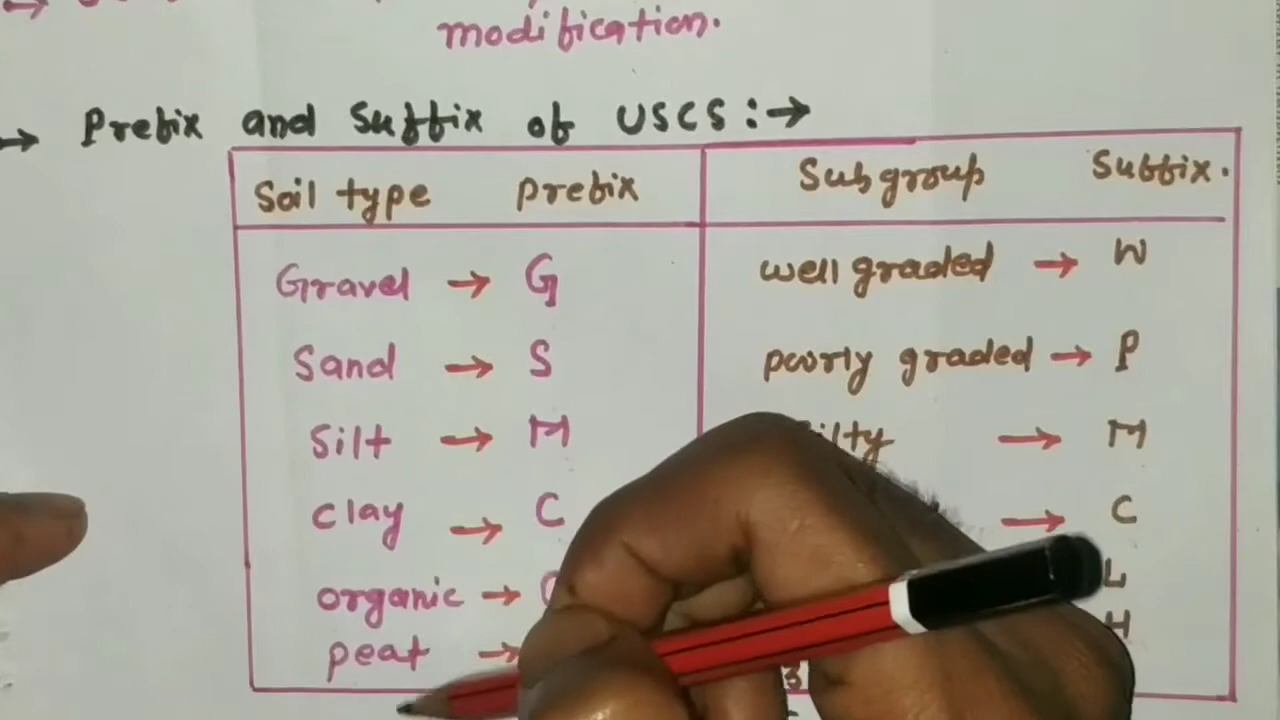 modification.
→ Prefix and Suffix of USCS:→
Soil type Prefix Subgroup Suffix.
Gravel → G well graded → W
Sand → S poorly graded → P
Silt → M silty → M
clay → C → C
organic → L
peat → H